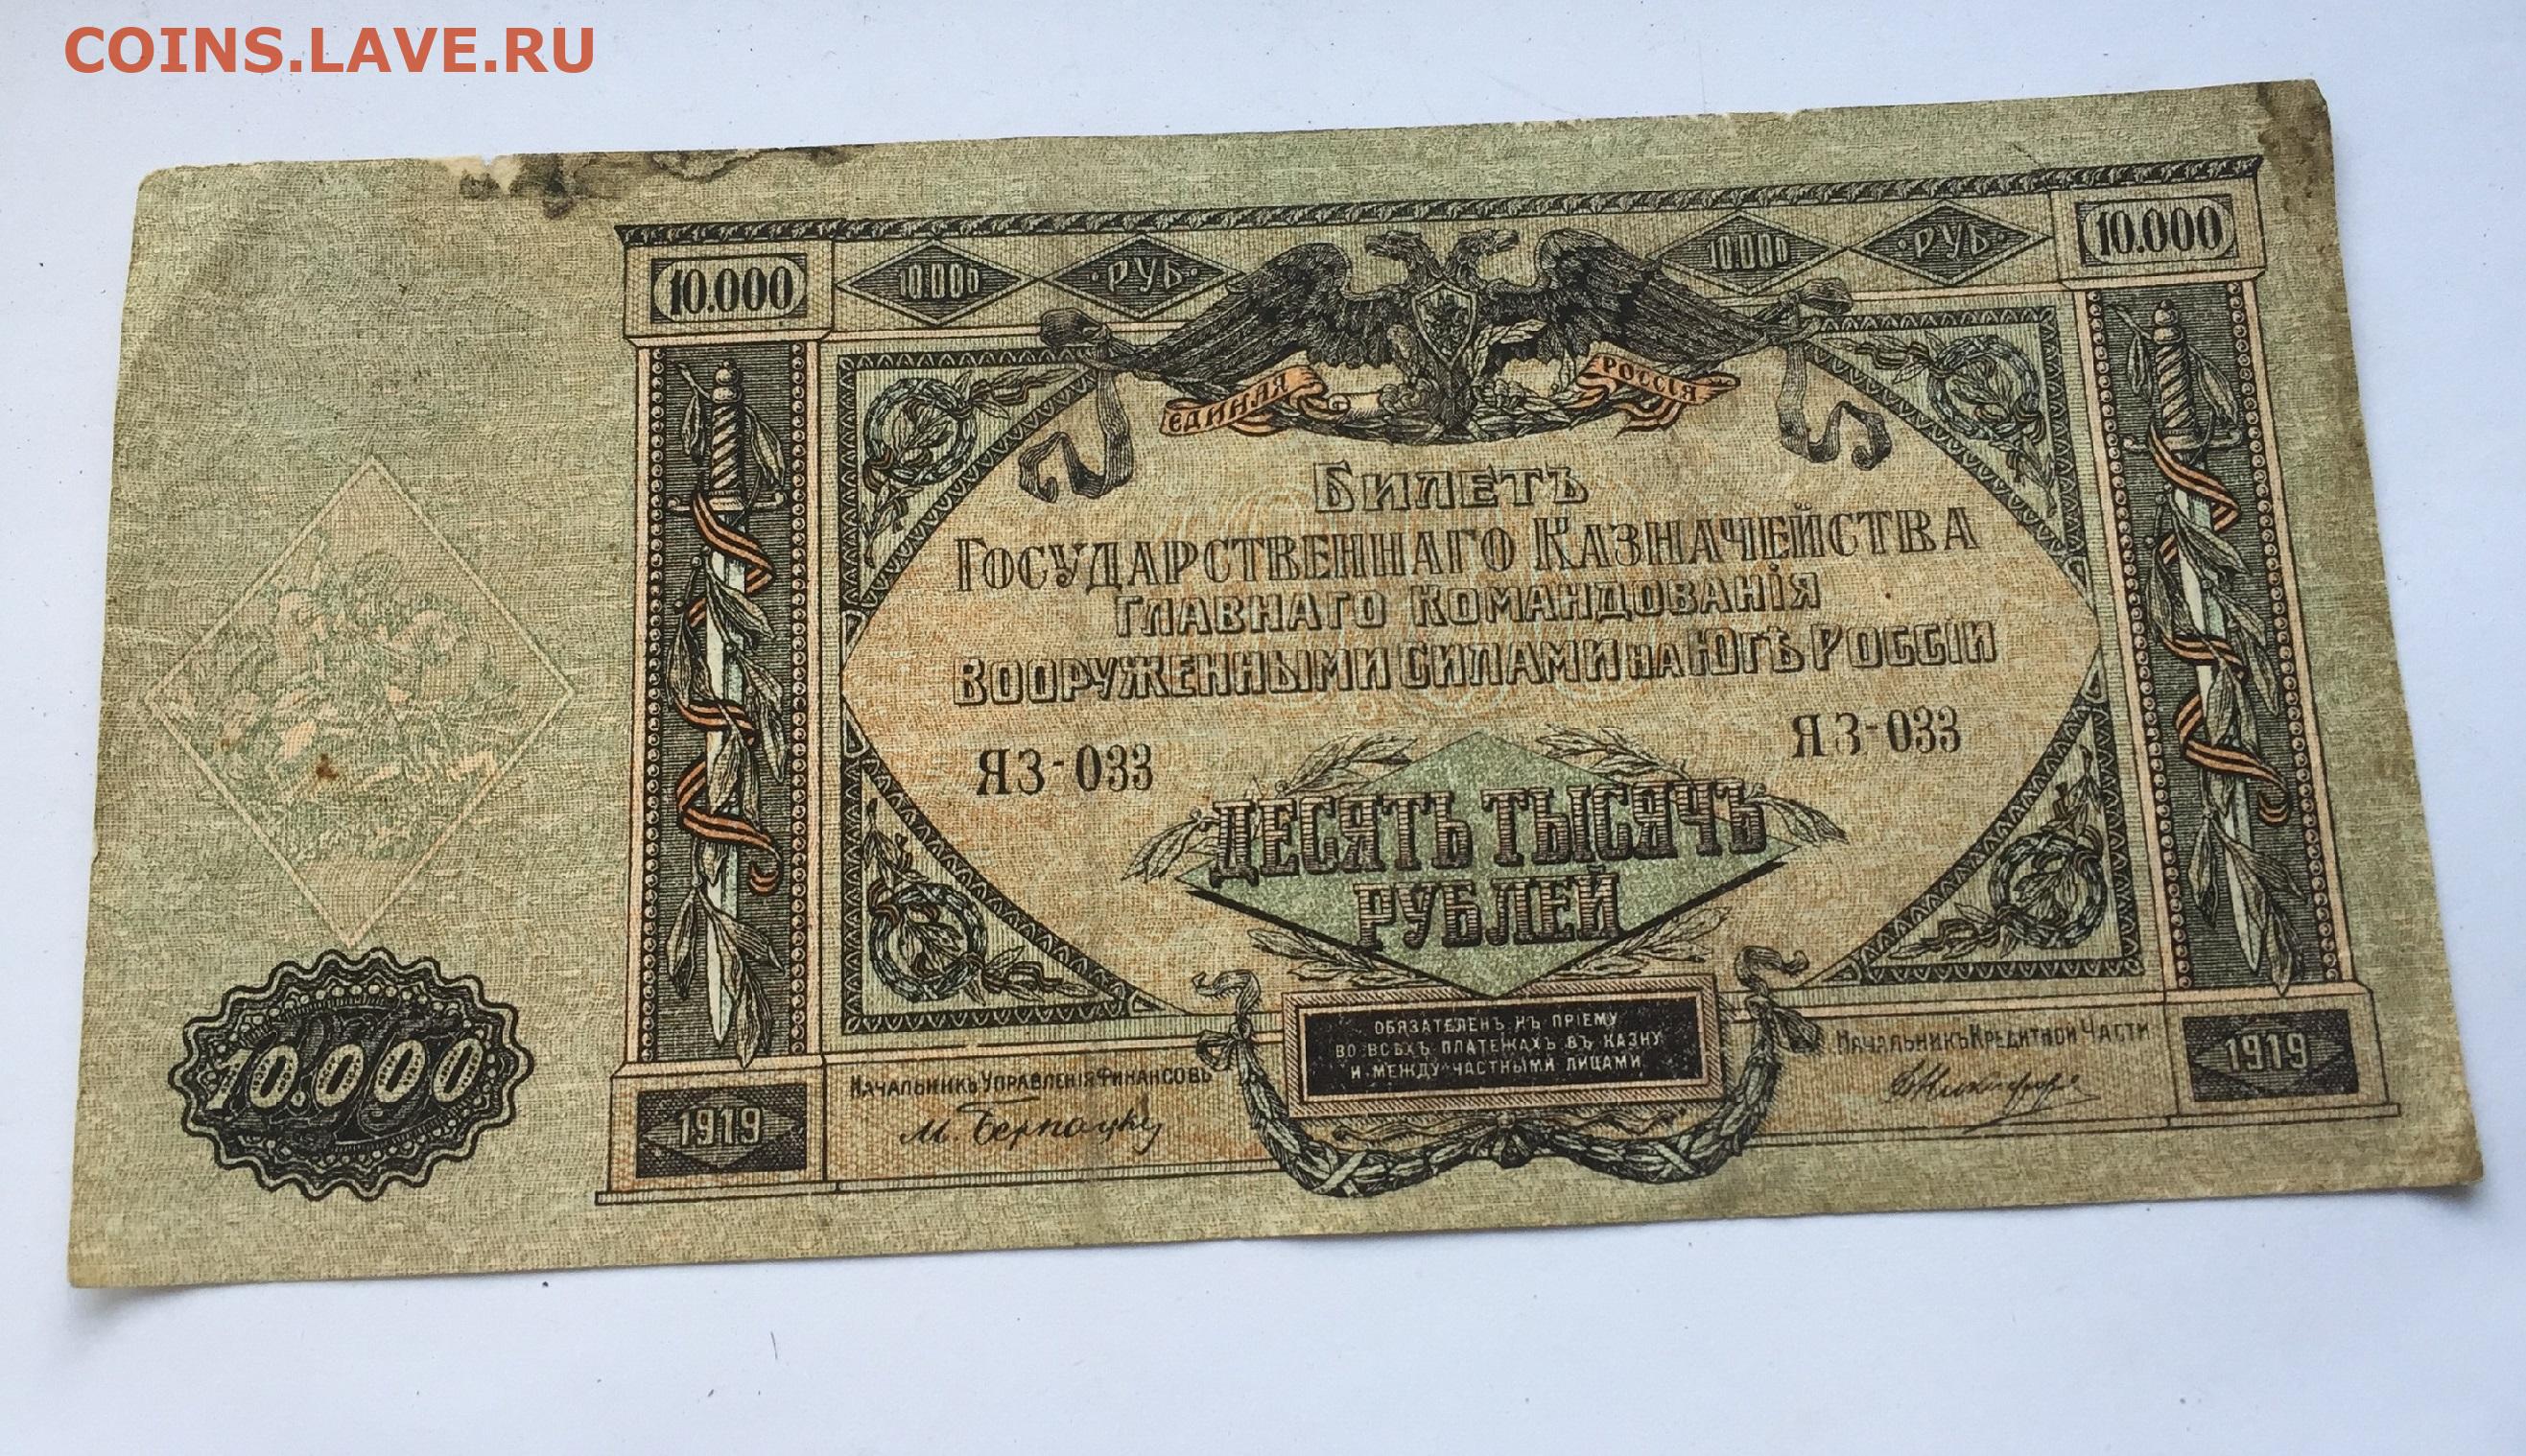 COINS.LAVE.RU
10.000
10.000
·РУБ·
10.000
·РУБ·
10.000
ЕДИНАЯ
РОССІЯ
БИЛЕТЪ
ГОСУДАРСТВЕННАГО КАЗНАЧЕЙСТВА
ГЛАВНАГО КОМАНДОВАНІЯ
ВООРУЖЕННЫМИ СИЛАМИ НА ЮГѢ РОССІИ
ЯЗ-033
ЯЗ-033
ДЕСЯТЬ ТЫСЯЧЪ
РУБЛЕЙ
10.000
ОБЯЗАТЕЛЕНЪ КЪ ПРІЕМУ
ВО ВСѢХЪ ПЛАТЕЖАХЪ ВЪ КАЗНУ
И МЕЖДУ ЧАСТНЫМИ ЛИЦАМИ
НАЧАЛЬНИКЪ УПРАВЛЕНІЯ ФИНАНСОВЪ
НАЧАЛЬНИКЪ КРЕДИТНОЙ ЧАСТИ
М. Бернацкій
1919
1919